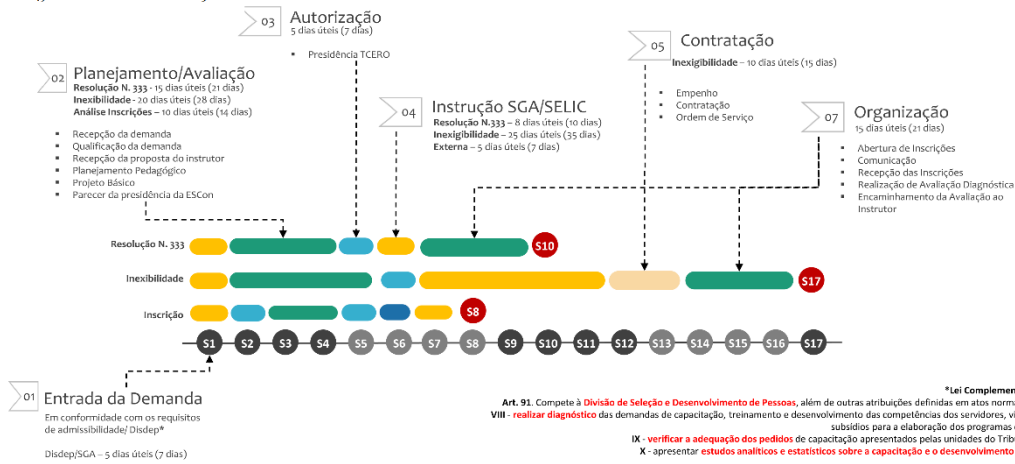 03
Autorização
5 dias úteis (7 dias)
▪ Presidência TCERO
02
Planejamento/Avaliação
Resolução N. 333 - 15 dias úteis (21 dias)
Inexibilidade - 20 dias úteis (28 dias)
Análise Inscrições – 10 dias úteis (14 dias)
▪ Recepção da demanda
▪ Qualificação da demanda
▪ Recepção da proposta do instrutor
▪ Planejamento Pedagógico
▪ Projeto Básico
▪ Parecer da presidência da ESCon
04
Instrução SGA/SELIC
Resolução N.333 – 8 dias úteis (10 dias)
Inexigibilidade – 25 dias úteis (35 dias)
Externa – 5 dias úteis (7 dias)
05
Contratação
Inexigibilidade – 10 dias úteis (15 dias)
▪ Empenho
▪ Contratação
▪ Ordem de Serviço
07
Organização
15 dias úteis (21 dias)
▪ Abertura de Inscrições
▪ Comunicação
▪ Recepção das Inscrições
▪ Realização de Avaliação Diagnóstica
▪ Encaminhamento da Avaliação ao
Instrutor
Resolução N. 333
S10
Inexibilidade
S17
Inscrição
S8
S1 S2 S3 S4 S5 S6 S7 S8 S9 S10 S11 S12 S13 S14 S15 S16 S17
01
Entrada da Demanda
Em conformidade com os requisitos
de admissibilidade/ Disdep*
Disdep/SGA – 5 dias úteis (7 dias)
*Lei Complemen
Art. 91. Compete à Divisão de Seleção e Desenvolvimento de Pessoas, além de outras atribuições definidas em atos norma
VIII - realizar diagnóstico das demandas de capacitação, treinamento e desenvolvimento das competências dos servidores, vi
subsídios para a elaboração dos programas
IX - verificar a adequação dos pedidos de capacitação apresentados pelas unidades do Tribu
X - apresentar estudos analíticos e estatísticos sobre a capacitação e o desenvolvimento